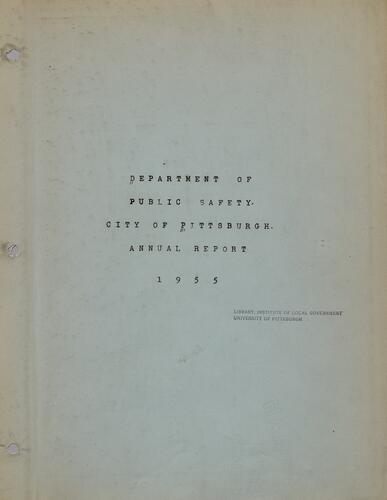 DEPARTMENT OF
PUBLIC SAFETY.
CITY OF PITTSBURGH.
ANNUAL REPORT
1955
LIBRARY, INSTITUTE OF LOCAL GOVERNMENT
UNIVERSITY OF PITTSBURGH